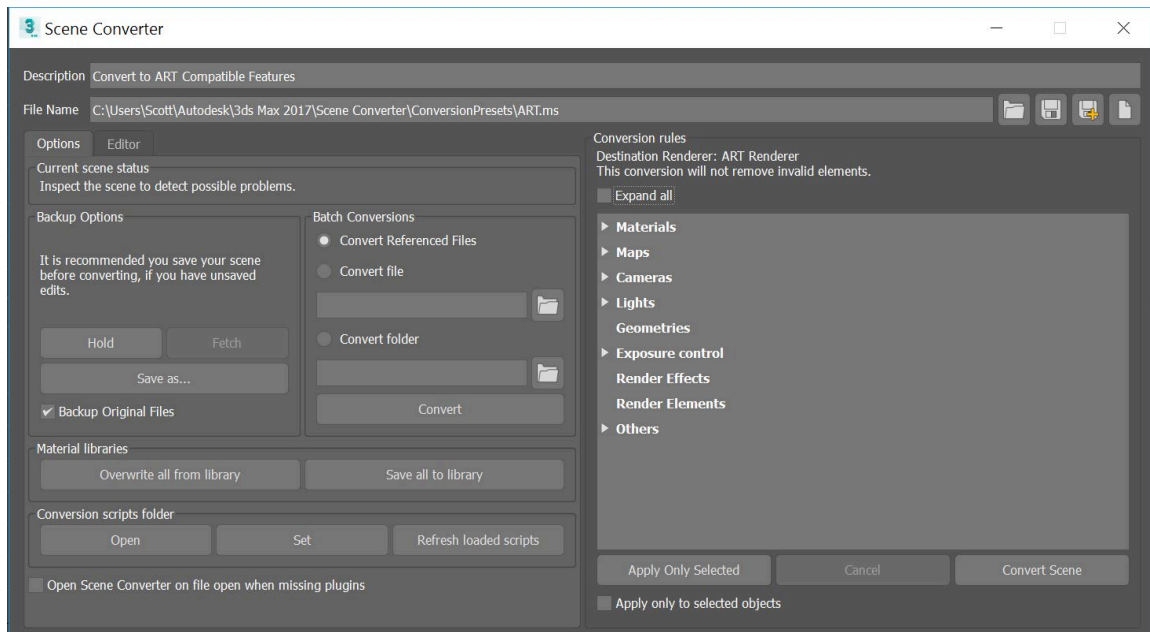 Scene Converter
Description Convert to ART Compatible Features
File Name C:\Users\Scott\Autodesk\3ds Max 2017\Scene Converter\ConversionPresets\ART.ms
Options Editor
Current scene status
Inspect the scene to detect possible problems.
Backup Options
It is recommended you save your scene
before converting, if you have unsaved
edits.
Hold Fetch
Save as...
Backup Original Files
Batch Conversions
Convert Referenced Files
Convert file
Convert folder
Convert
Material libraries
Overwrite all from library Save all to library
Conversion scripts folder
Open Set Refresh loaded scripts
Open Scene Converter on file open when missing plugins
Conversion rules
Destination Renderer: ART Renderer
This conversion will not remove invalid elements.
Expand all
Materials
Maps
Cameras
Lights
Geometries
Exposure control
Render Effects
Render Elements
Others
Apply Only Selected Cancel Convert Scene
Apply only to selected objects